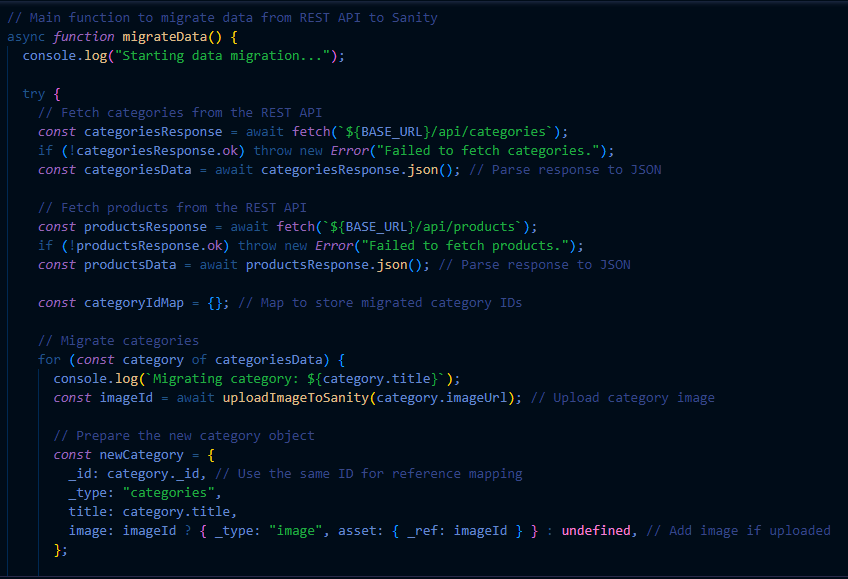 // Main function to migrate data from REST API to Sanity
async function migrateData() {
  console.log("Starting data migration...");

  try {
    // Fetch categories from the REST API
    const categoriesResponse = await fetch(`${BASE_URL}/api/categories`);
    if (!categoriesResponse.ok) throw new Error("Failed to fetch categories.");
    const categoriesData = await categoriesResponse.json(); // Parse response to JSON

    // Fetch products from the REST API
    const productsResponse = await fetch(`${BASE_URL}/api/products`);
    if (!productsResponse.ok) throw new Error("Failed to fetch products.");
    const productsData = await productsResponse.json(); // Parse response to JSON

    const categoryIdMap = {}; // Map to store migrated category IDs

    // Migrate categories
    for (const category of categoriesData) {
      console.log(`Migrating category: ${category.title}`);
      const imageId = await uploadImageToSanity(category.imageUrl); // Upload category image

      // Prepare the new category object
      const newCategory = {
        _id: category._id, // Use the same ID for reference mapping
        _type: "categories",
        title: category.title,
        image: imageId ? { _type: "image", asset: { _ref: imageId } } : undefined, // Add image if uploaded
      };